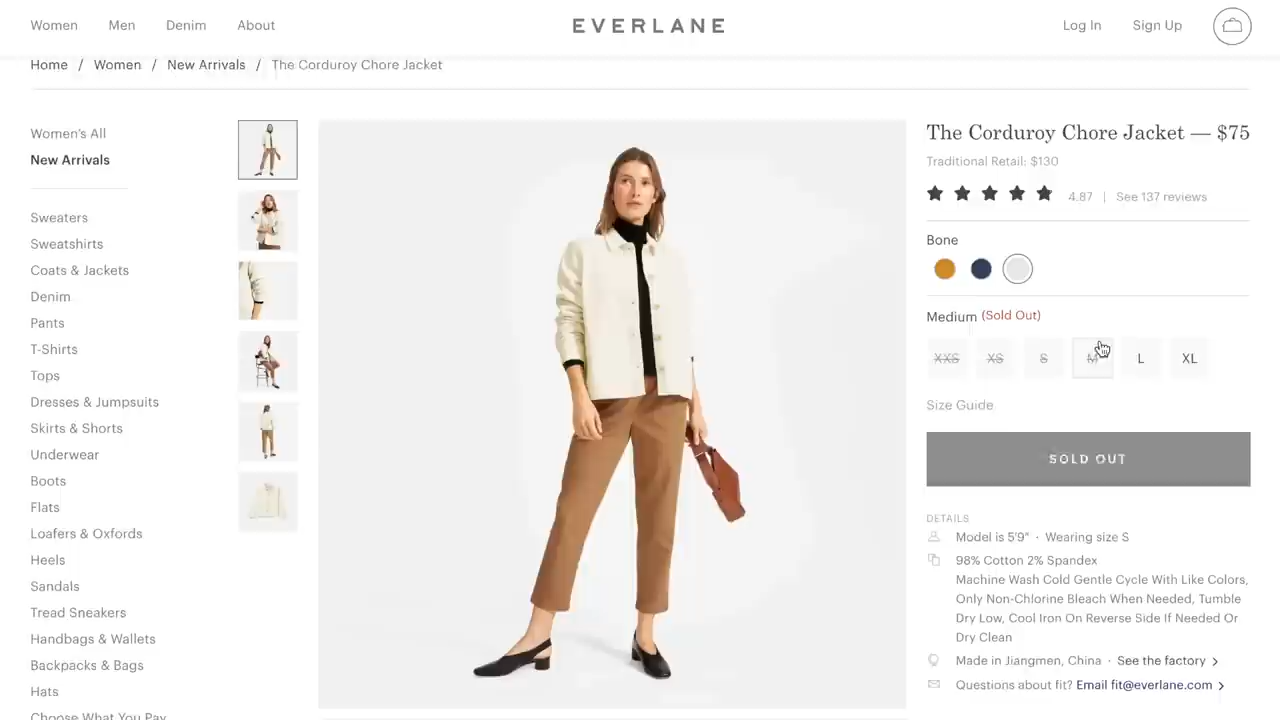 Women Men Denim About EVERLANE Log In Sign Up
Home / Women / New Arrivals / The Corduroy Chore Jacket
Women's All
New Arrivals
Sweaters
Sweatshirts
Coats & Jackets
Denim
Pants
T-Shirts
Tops
Dresses & Jumpsuits
Skirts & Shorts
Underwear
Boots
Flats
Loafers & Oxfords
Heels
Sandals
Tread Sneakers
Handbags & Wallets
Backpacks & Bags
Hats
Choose What You Pay
The Corduroy Chore Jacket — $75
Traditional Retail: $130
4.87 | See 137 reviews
Bone
Medium (Sold Out)
XXS XS S M L XL
Size Guide
SOLD OUT
DETAILS
Model is 5'9" · Wearing size S
98% Cotton 2% Spandex
Machine Wash Cold Gentle Cycle With Like Colors,
Only Non-Chlorine Bleach When Needed, Tumble
Dry Low, Cool Iron On Reverse Side If Needed Or
Dry Clean
Made in Jiangmen, China · See the factory >
Questions about fit? Email fit@everlane.com >